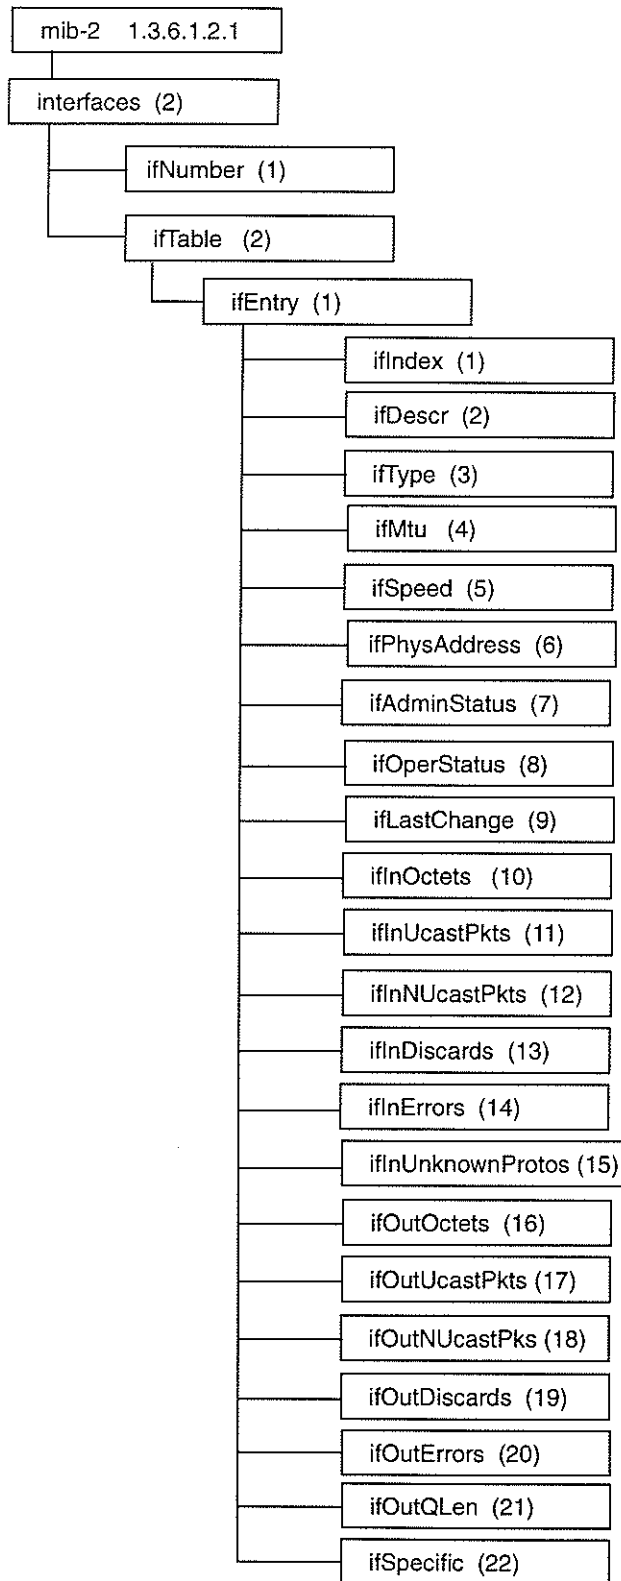 mib-2 1.3.6.1.2.1
interfaces (2)
ifNumber (1)
ifTable (2)
ifEntry (1)
ifIndex (1)
ifDescr (2)
ifType (3)
ifMtu (4)
ifSpeed (5)
ifPhysAddress (6)
ifAdminStatus (7)
ifOperStatus (8)
ifLastChange (9)
ifInOctets (10)
ifInUcastPkts (11)
ifInNUcastPkts (12)
ifInDiscards (13)
ifInErrors (14)
ifInUnknownProtos (15)
ifOutOctets (16)
ifOutUcastPkts (17)
ifOutNUcastPks (18)
ifOutDiscards (19)
ifOutErrors (20)
ifOutQLen (21)
ifSpecific (22)